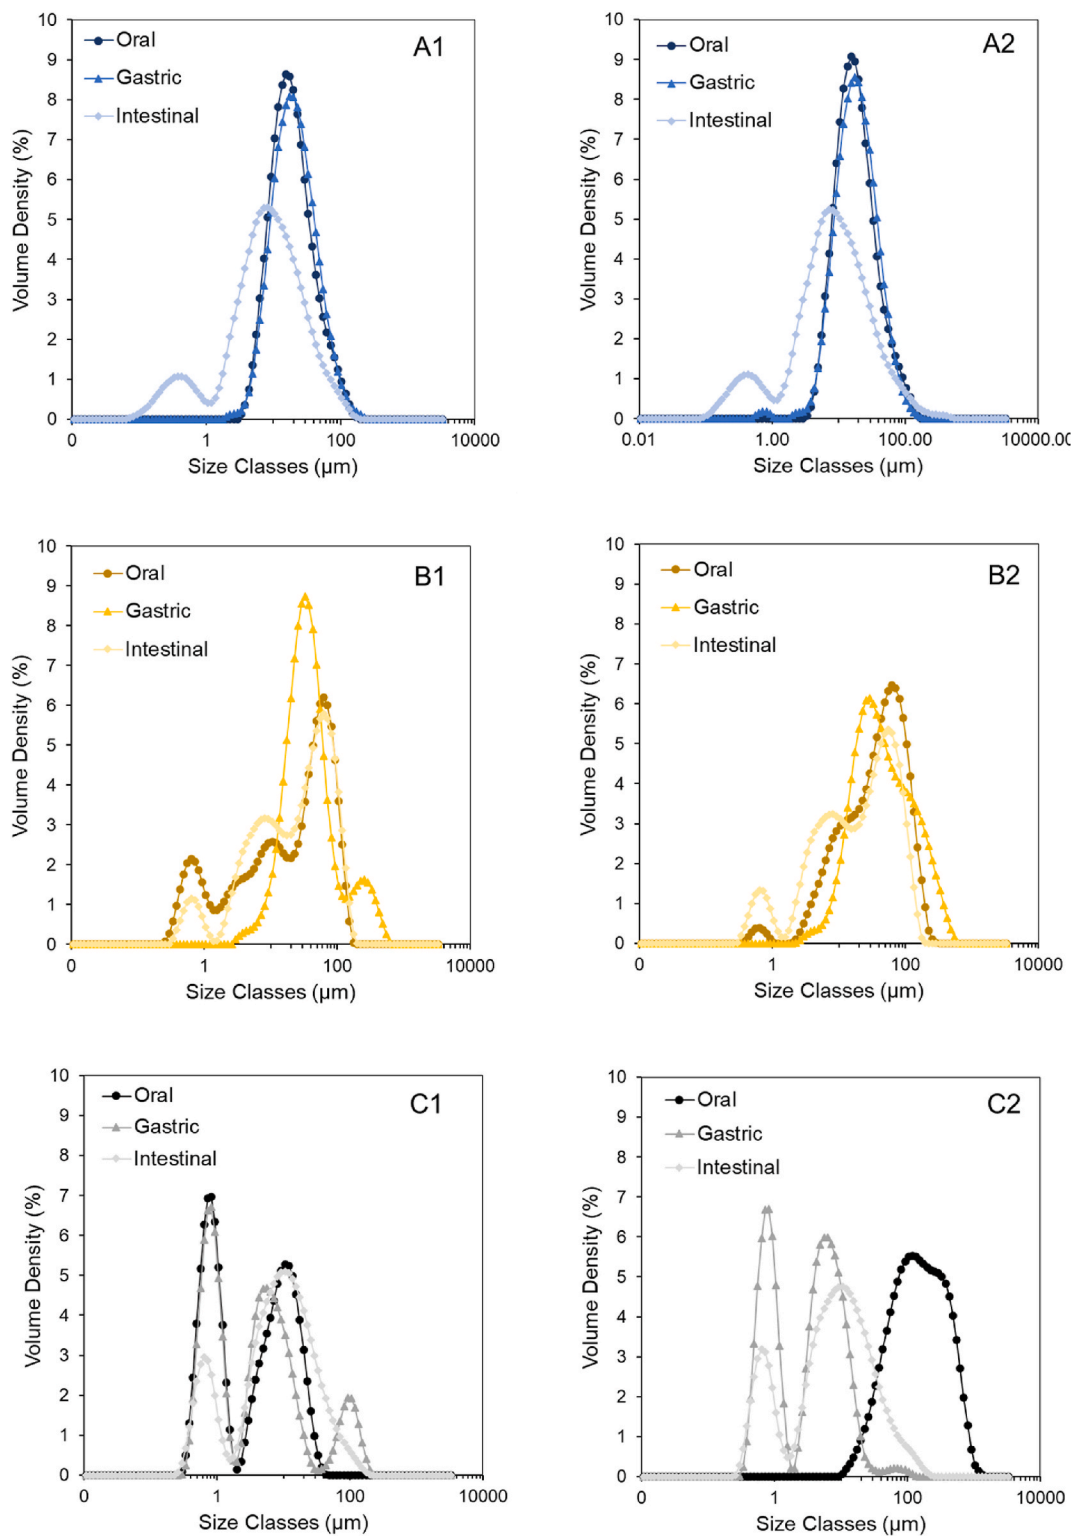 A1
Oral
Gastric
Intestinal
Volume Density (%)
10
9
8
7
6
5
4
3
2
1
0
0 1 100 10000
Size Classes (µm)
A2
Oral
Gastric
Intestinal
Volume Density (%)
10
9
8
7
6
5
4
3
2
1
0
0.01 1.00 100.00 10000.00
Size Classes (µm)
B1
Oral
Gastric
Intestinal
Volume Density (%)
10
9
8
7
6
5
4
3
2
1
0
0 1 100 10000
Size Classes (µm)
B2
Oral
Gastric
Intestinal
Volume Density (%)
10
9
8
7
6
5
4
3
2
1
0
0 1 100 10000
Size Classes (µm)
C1
Oral
Gastric
Intestinal
Volume Density (%)
10
9
8
7
6
5
4
3
2
1
0
0 1 100 10000
Size Classes (µm)
C2
Oral
Gastric
Intestinal
Volume Density (%)
10
9
8
7
6
5
4
3
2
1
0
0 1 100 10000
Size Classes (µm)